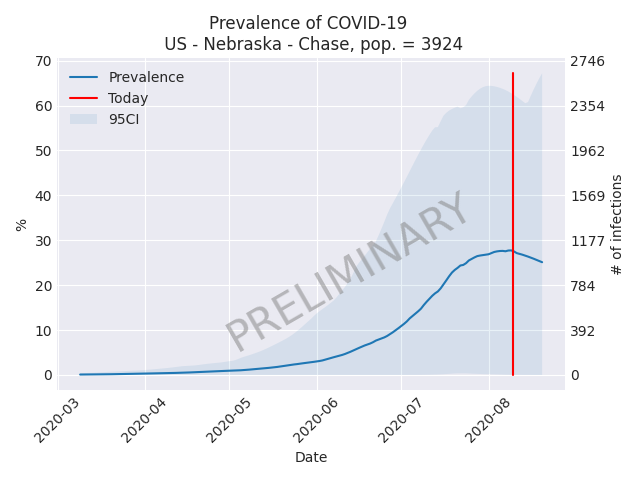 Prevalence of COVID-19
US - Nebraska - Chase, pop. = 3924
70
60
50
40
30
20
10
0
%
Prevalence
Today
95CI
PRELIMINARY
2746
2354
1962
1569
1177
784
392
0
# of infections
2020-03
2020-04
2020-05
2020-06
2020-07
2020-08
Date